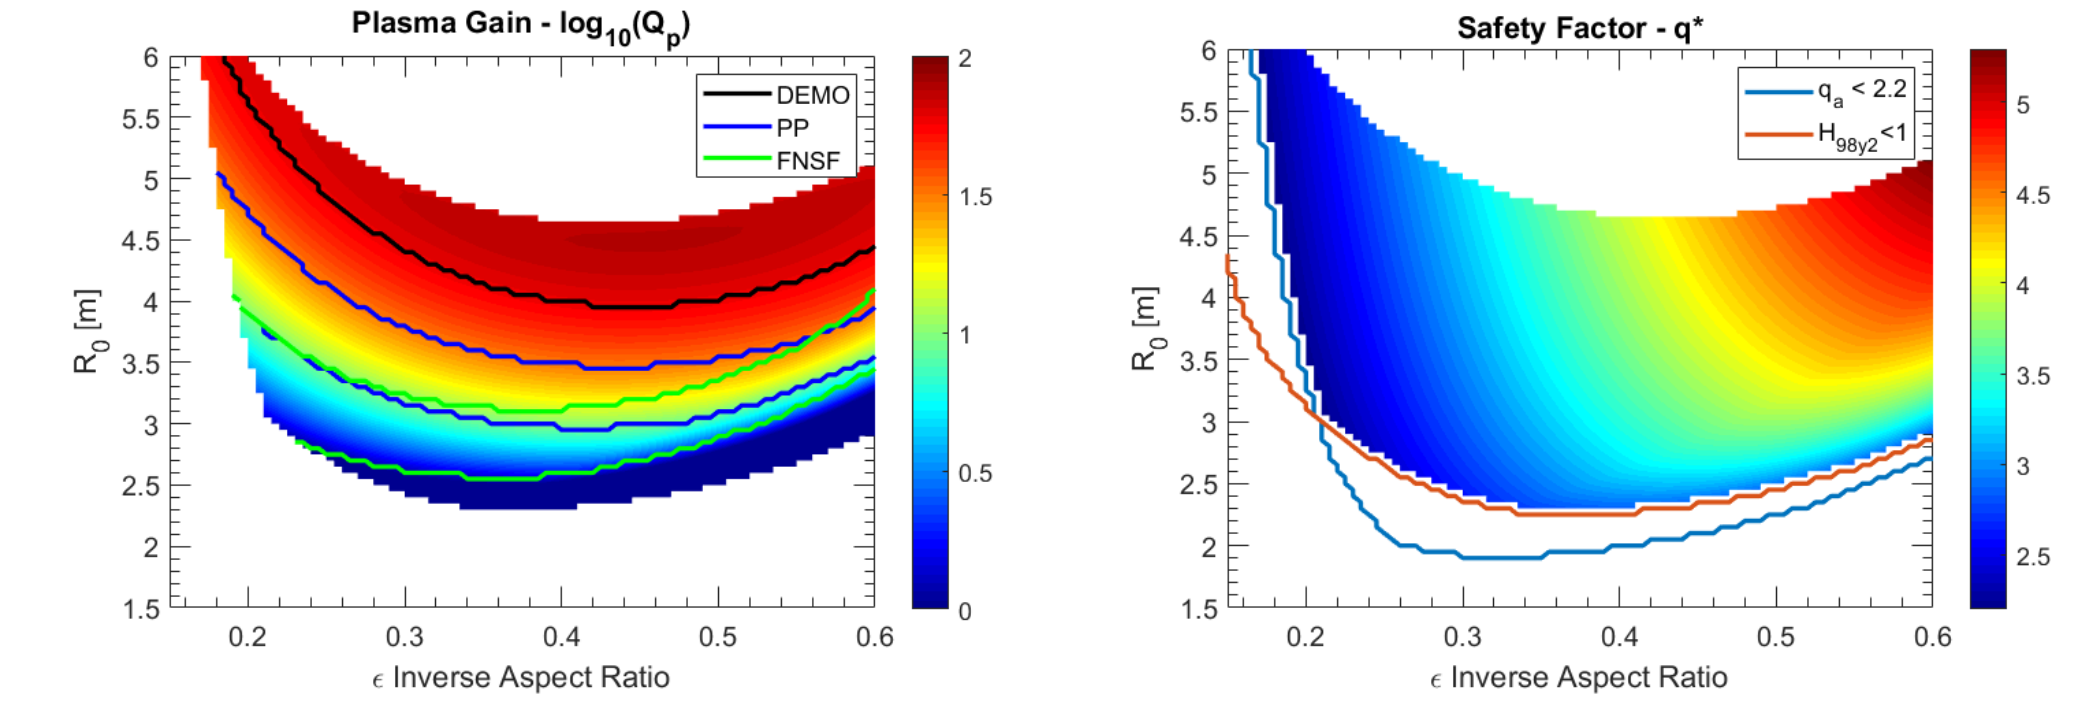 Plasma Gain - log10(Qp)
6
5.5
5
4.5
4
3.5
3
2.5
2
1.5
R0 [m]
0.2 0.3 0.4 0.5 0.6
ϵ Inverse Aspect Ratio
DEMO
PP
FNSF
2
1.5
1
0.5
0
Safety Factor - q*
6
5.5
5
4.5
4
3.5
3
2.5
2
1.5
R0 [m]
0.2 0.3 0.4 0.5 0.6
ϵ Inverse Aspect Ratio
qa < 2.2
H98y2<1
5
4.5
4
3.5
3
2.5